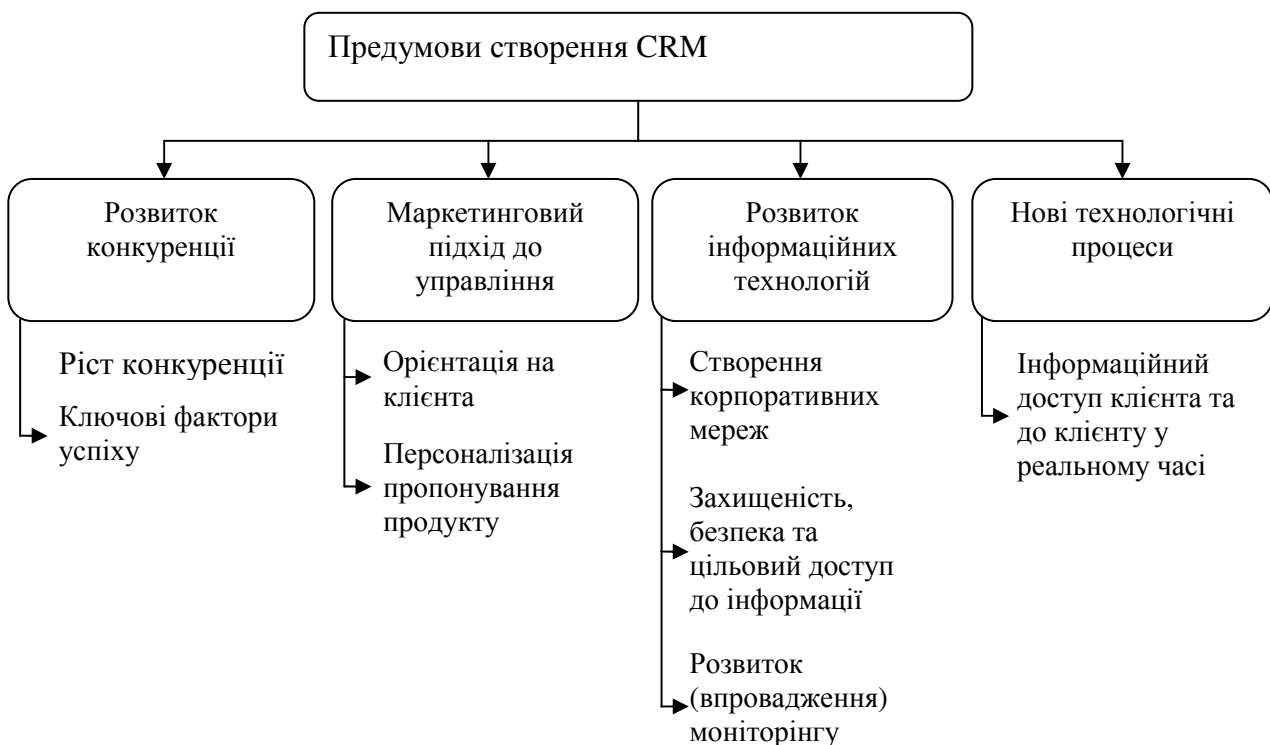 Предумови створення CRM
Розвиток
конкуренції
Маркетинговий
підхід до
управління
Розвиток
інформаційних
технологій
Нові технологічні
процеси
Ріст конкуренції
Ключові фактори
успіху
Орієнтація на
клієнта
Персоналізація
пропонування
продукту
Створення
корпоративних
мереж
Захищеність,
безпека та
цільовий доступ
до інформації
Розвиток
(впровадження)
моніторінгу
Інформаційний
доступ клієнта та
до клієнту у
реальному часі